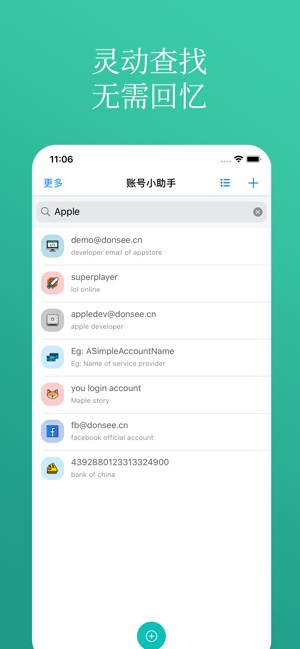 灵动查找
无需回忆
11:06
更多
账号小助手
Apple
demo@donsee.cn
developer email of appstore
superplayer
lol online
appledev@donsee.cn
apple developer
Eg: ASimpleAccountName
Eg: Name of service provider
you login account
Maple story
fb@donsee.cn
facebook official account
4392880123313324900
bank of china